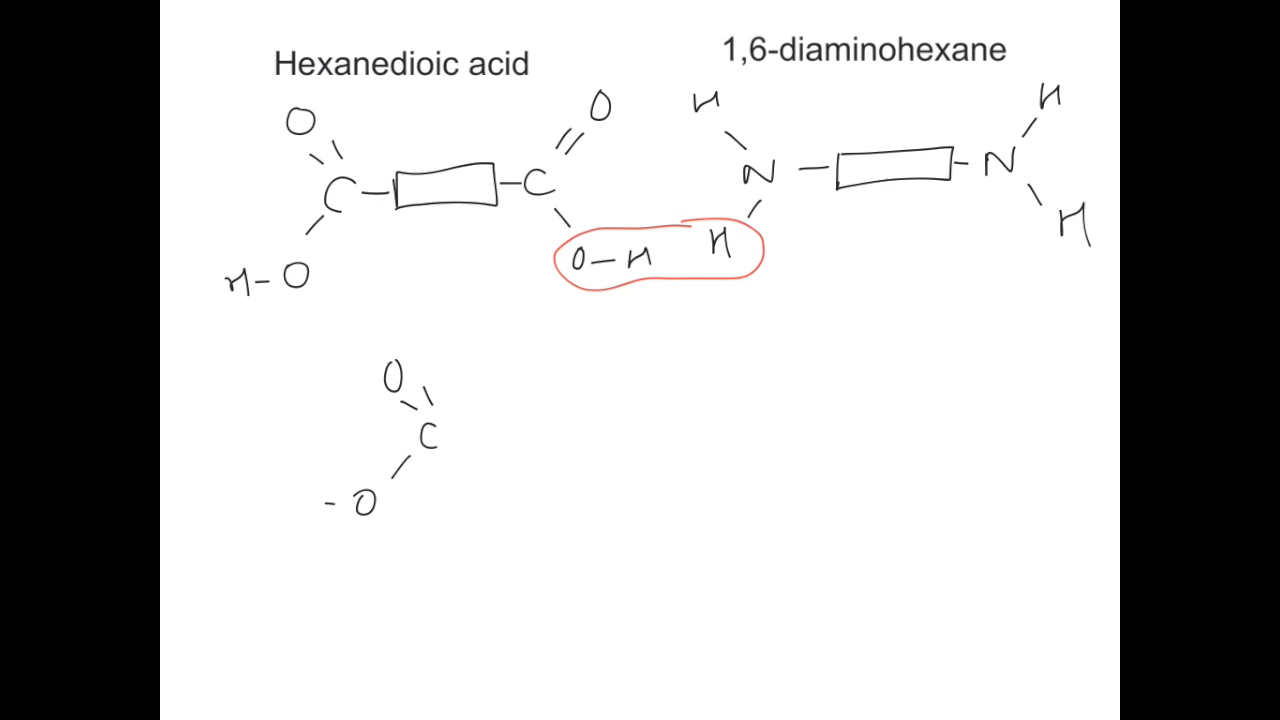 Hexanedioic acid
1,6-diaminohexane
O O H H
C C N N
H-O O-H H H
O
C
- O